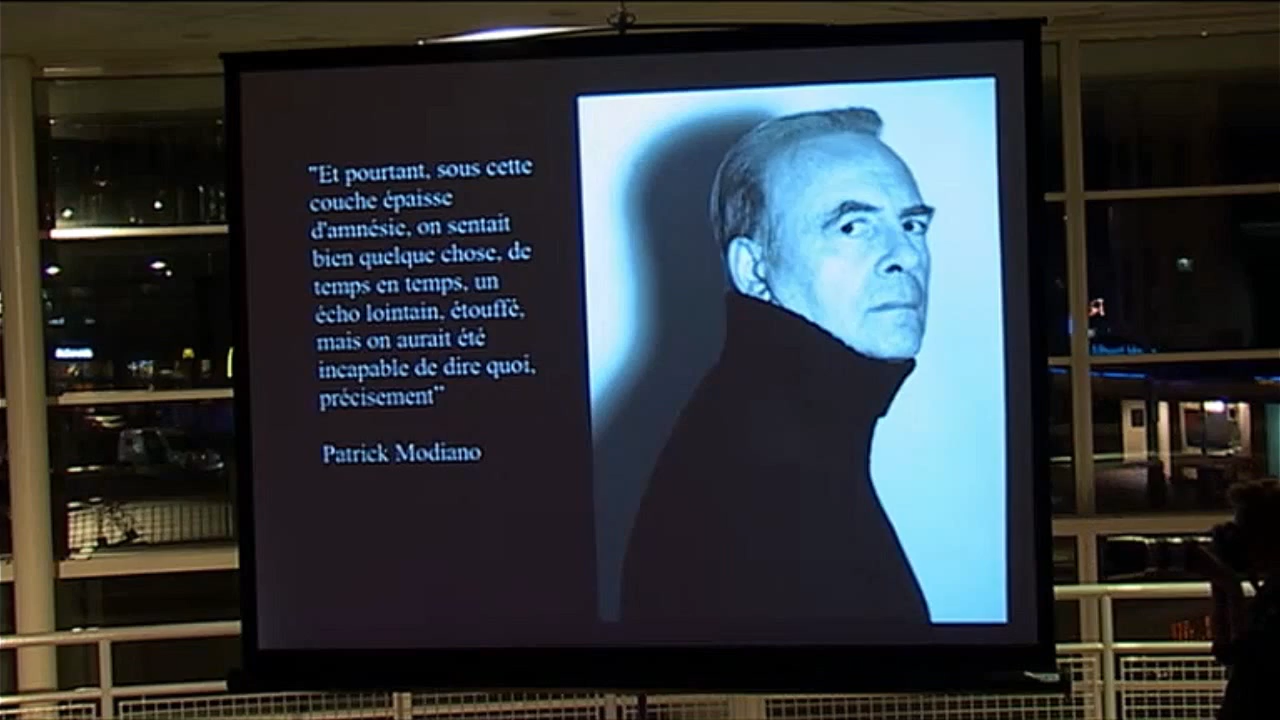 "Et pourtant, sous cette
couche épaisse
d'amnésie, on sentait
bien quelque chose, de
temps en temps, un
écho lointain, étouffé,
mais on aurait été
incapable de dire quoi,
précisement"
Patrick Modiano